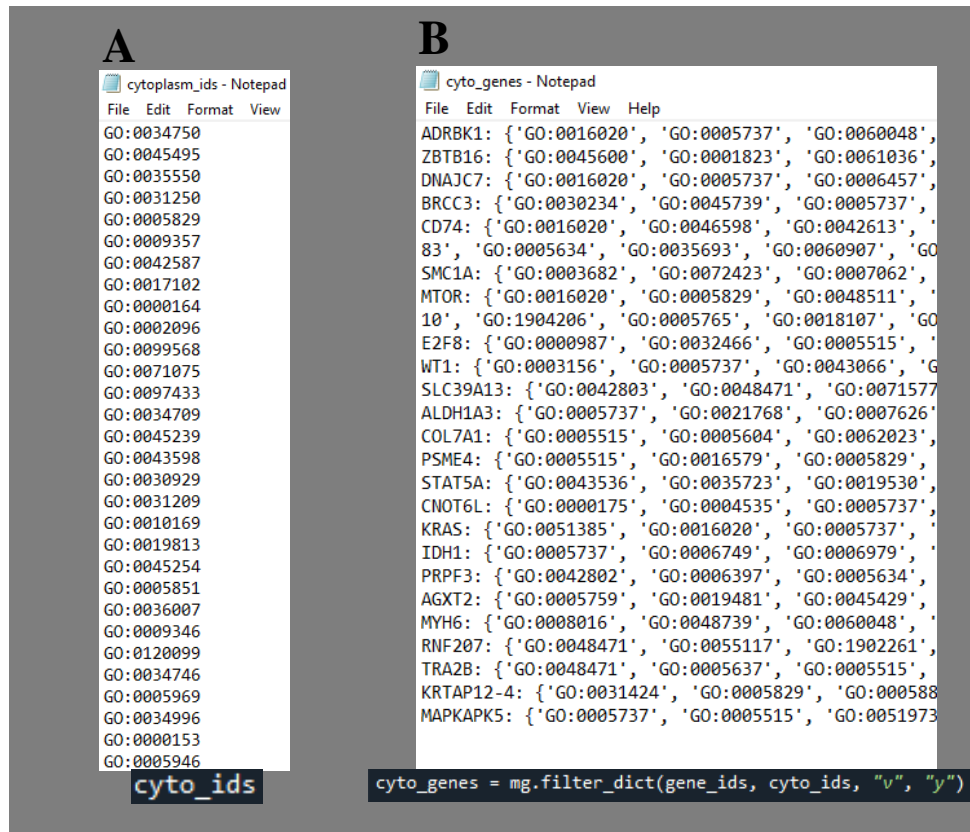 A
cytoplasm_ids - Notepad
File Edit Format View
GO:0034750
GO:0045495
GO:0035550
GO:0031250
GO:0005829
GO:0009357
GO:0042587
GO:0017102
GO:0000164
GO:0002096
GO:0099568
GO:0071075
GO:0097433
GO:0034709
GO:0045239
GO:0043598
GO:0030929
GO:0031209
GO:0010169
GO:0019813
GO:0045254
GO:0005851
GO:0036007
GO:0009346
GO:0120099
GO:0034746
GO:0005969
GO:0034996
GO:0000153
GO:0005946
cyto_ids
B
cyto_genes - Notepad
File Edit Format View Help
ADRBK1: {'GO:0016020', 'GO:0005737', 'GO:0060048',
ZBTB16: {'GO:0045600', 'GO:0001823', 'GO:0061036',
DNAJC7: {'GO:0016020', 'GO:0005737', 'GO:0006457',
BRCC3: {'GO:0030234', 'GO:0045739', 'GO:0005737',
CD74: {'GO:0016020', 'GO:0046598', 'GO:0042613', '
83', 'GO:0005634', 'GO:0035693', 'GO:0060907', 'GO
SMC1A: {'GO:0003682', 'GO:0072423', 'GO:0007062',
MTOR: {'GO:0016020', 'GO:0005829', 'GO:0048511', '
10', 'GO:1904206', 'GO:0005765', 'GO:0018107', 'GO
E2F8: {'GO:0000987', 'GO:0032466', 'GO:0005515', '
WT1: {'GO:0003156', 'GO:0005737', 'GO:0043066', 'G
SLC39A13: {'GO:0042803', 'GO:0048471', 'GO:0071577
ALDH1A3: {'GO:0005737', 'GO:0021768', 'GO:0007626'
COL7A1: {'GO:0005515', 'GO:0005604', 'GO:0062023',
PSME4: {'GO:0005515', 'GO:0016579', 'GO:0005829',
STAT5A: {'GO:0043536', 'GO:0035723', 'GO:0019530',
CNOT6L: {'GO:0000175', 'GO:0004535', 'GO:0005737',
KRAS: {'GO:0051385', 'GO:0016020', 'GO:0005737', '
IDH1: {'GO:0005737', 'GO:0006749', 'GO:0006979', '
PRPF3: {'GO:0042802', 'GO:0006397', 'GO:0005634',
AGXT2: {'GO:0005759', 'GO:0019481', 'GO:0045429',
MYH6: {'GO:0008016', 'GO:0048739', 'GO:0060048', '
RNF207: {'GO:0048471', 'GO:0055117', 'GO:1902261',
TRA2B: {'GO:0048471', 'GO:0005637', 'GO:0005515',
KRTAP12-4: {'GO:0031424', 'GO:0005829', 'GO:000588
MAPKAPK5: {'GO:0005737', 'GO:0005515', 'GO:0051973
cyto_genes = mg.filter_dict(gene_ids, cyto_ids, "v", "y")